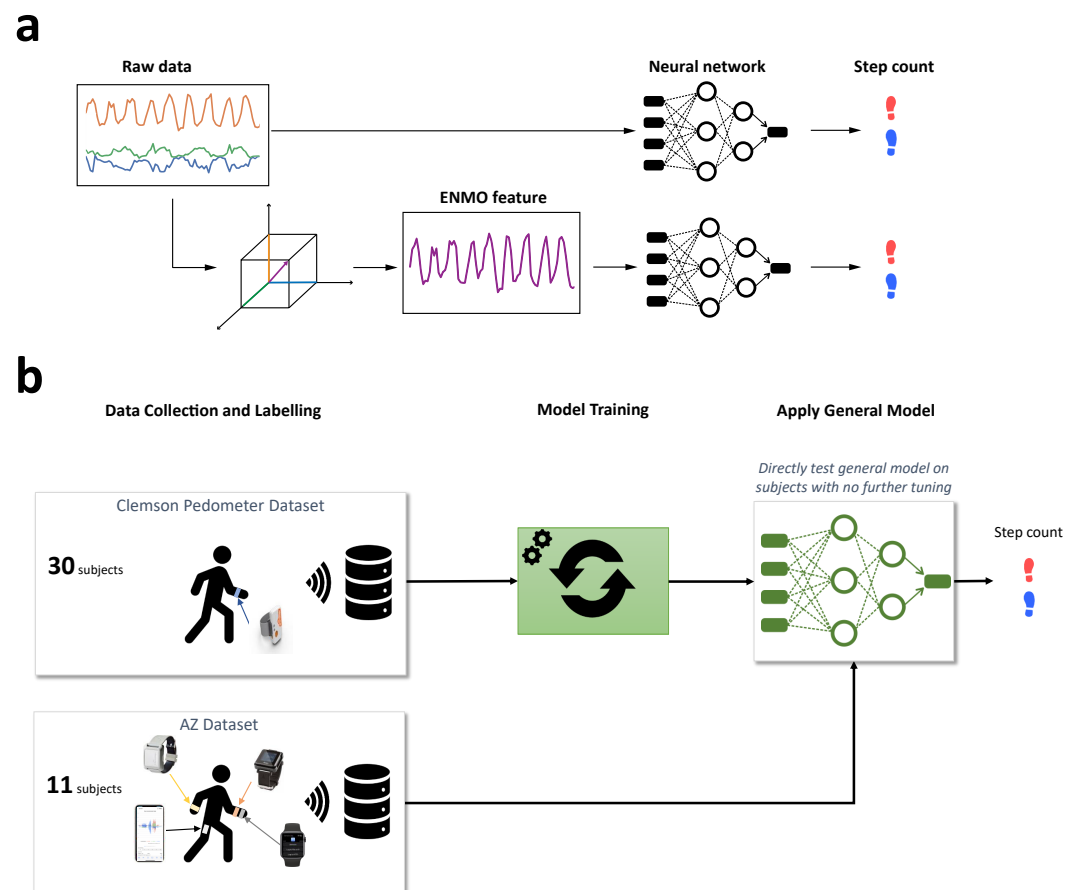 a
Raw data
Neural network
Step count
ENMO feature
b
Data Collection and Labelling
Model Training
Apply General Model
Directly test general model on
subjects with no further tuning
Clemson Pedometer Dataset
30 subjects
Step count
AZ Dataset
11 subjects